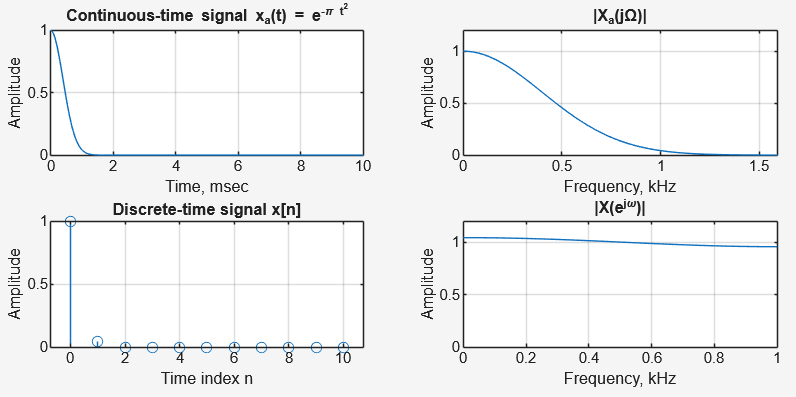 Continuous-time signal xₐ(t) = e^-π t²
1
0.5
0
Amplitude
0 2 4 6 8 10
Time, msec
|Xₐ(jΩ)|
1
0.5
0
Amplitude
0 0.5 1 1.5
Frequency, kHz
Discrete-time signal x[n]
1
0.5
0
Amplitude
0 2 4 6 8 10
Time index n
|X(e^jω)|
1
0.5
0
Amplitude
0 0.2 0.4 0.6 0.8 1
Frequency, kHz